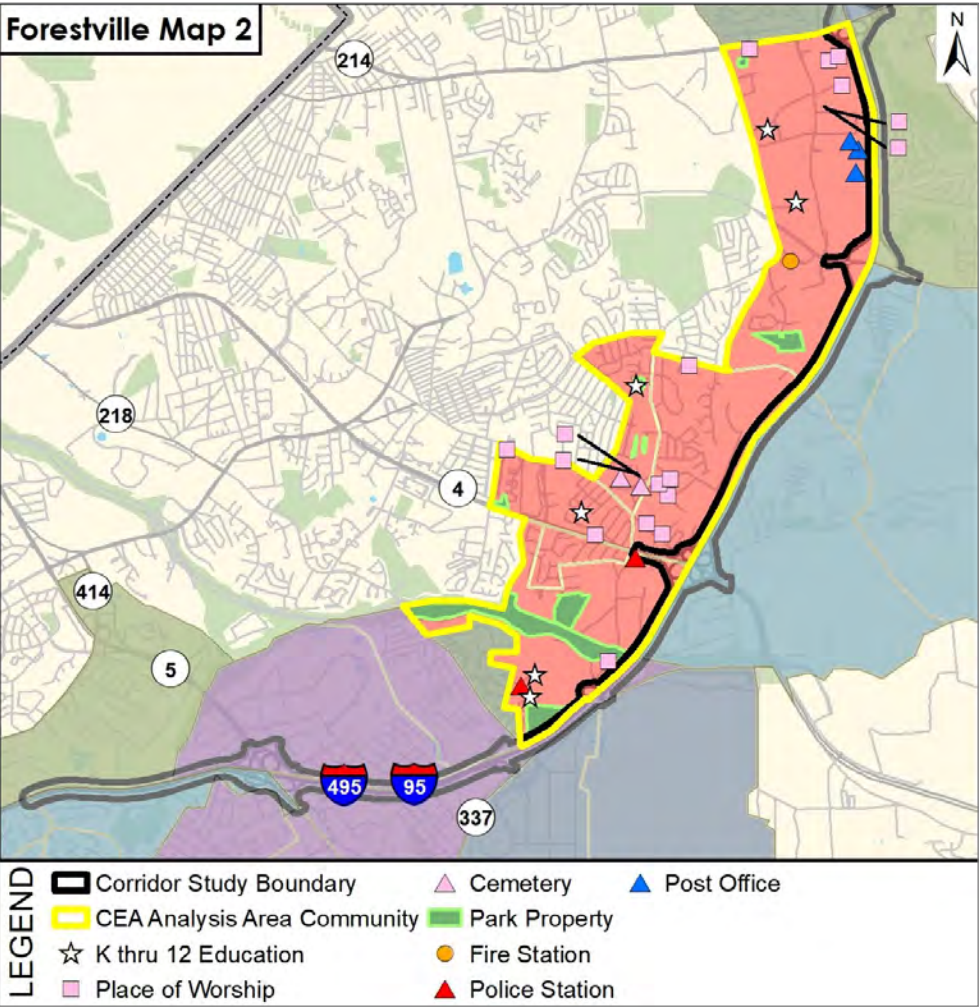 Forestville Map 2
N
214
218
4
414
5
495
95
337
LEGEND
Corridor Study Boundary
CEA Analysis Area Community
K thru 12 Education
Place of Worship
Cemetery
Park Property
Fire Station
Police Station
Post Office